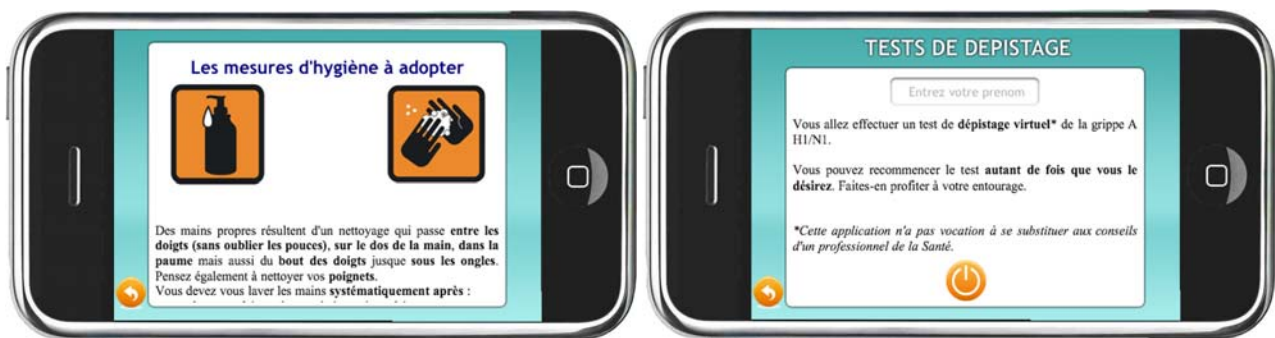 Les mesures d'hygiène à adopter
Des mains propres résultent d'un nettoyage qui passe entre les
doigts (sans oublier les pouces), sur le dos de la main, dans la
paume mais aussi du bout des doigts jusque sous les ongles.
Pensez également à nettoyer vos poignets.
Vous devez vous laver les mains systématiquement après :
TESTS DE DEPISTAGE
Entrez votre prenom
Vous allez effectuer un test de dépistage virtuel* de la grippe A
H1/N1.
Vous pouvez recommencer le test autant de fois que vous le
désirez. Faites-en profiter à votre entourage.
*Cette application n'a pas vocation à se substituer aux conseils
d'un professionnel de la Santé.